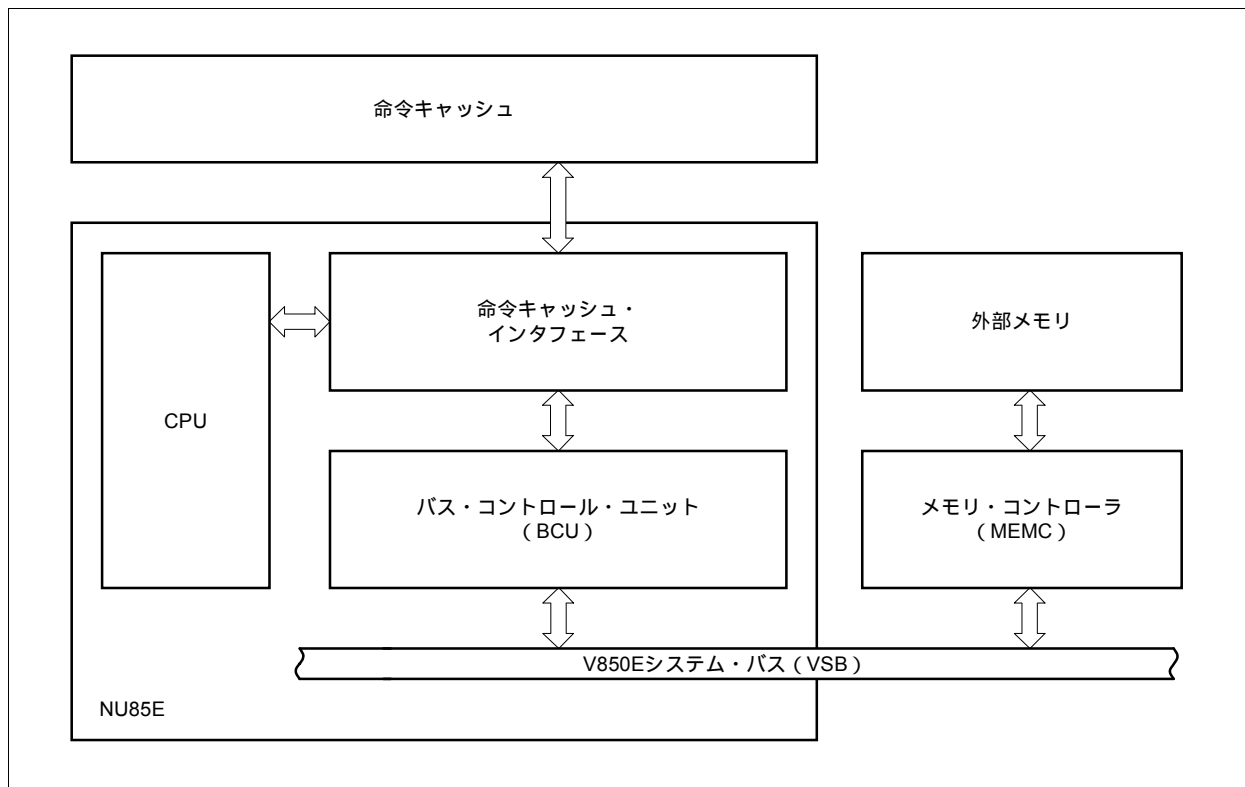 命令キャッシュ
CPU
命令キャッシュ・
インタフェース
外部メモリ
バス・コントロール・ユニット
（BCU）
メモリ・コントローラ
（MEMC）
V850Eシステム・バス（VSB）
NU85E